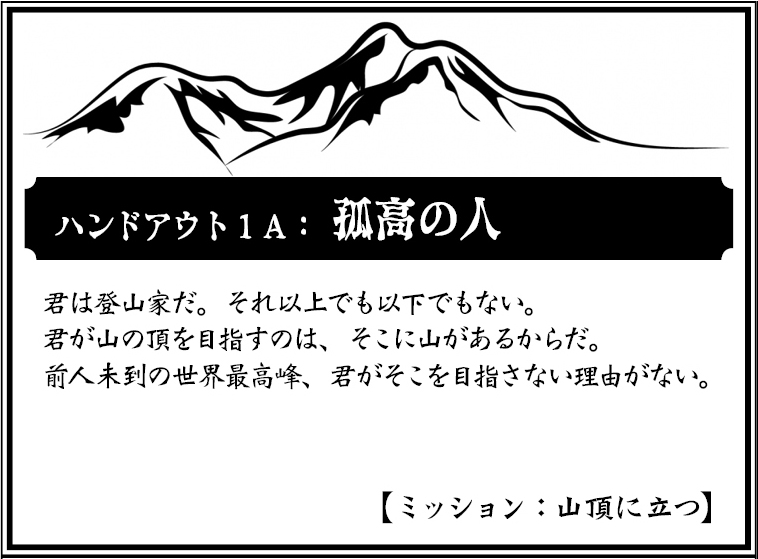 ハンドアウト１Ａ：孤高の人
君は登山家だ。それ以上でも以下でもない。
君が山の頂を目指すのは、そこに山があるからだ。
前人未到の世界最高峰、君がそこを目指さない理由がない。
【ミッション：山頂に立つ】